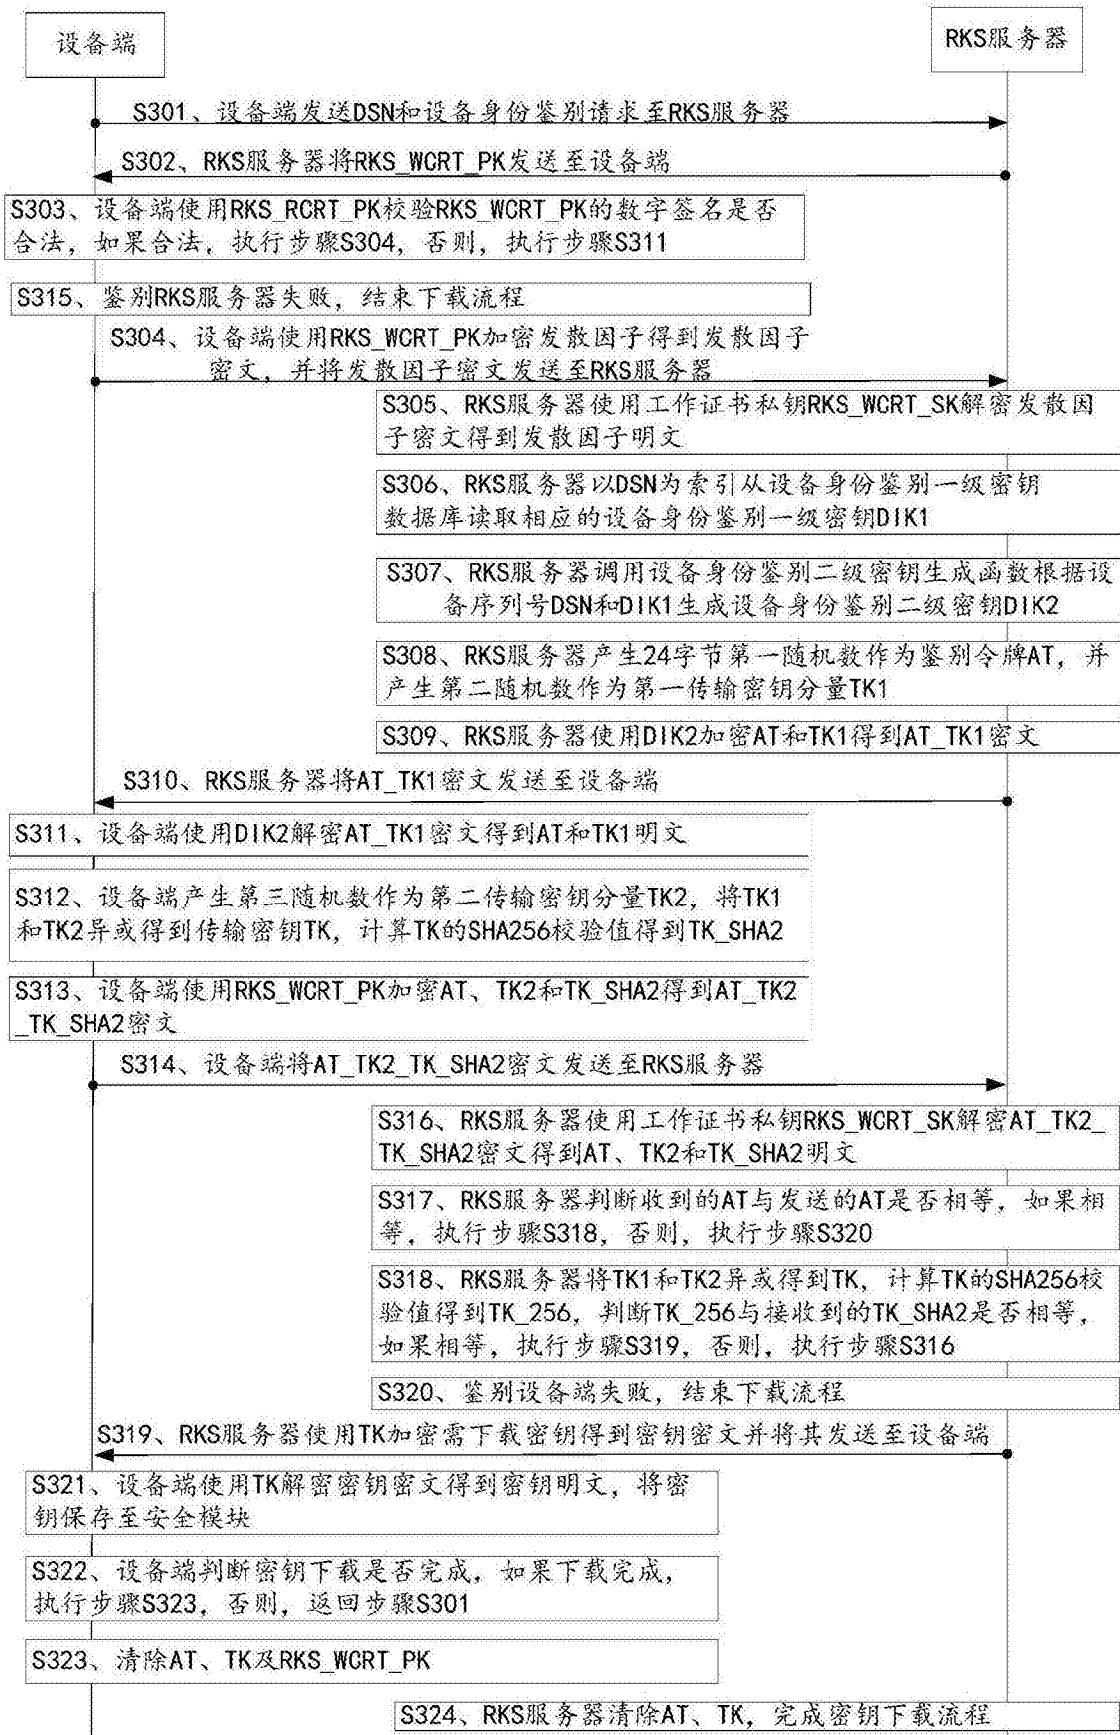 设备端
RKS服务器
S301、设备端发送DSN和设备身份鉴别请求至RKS服务器
S302、RKS服务器将RKS_WCRT_PK发送至设备端
S303、设备端使用RKS_RCRT_PK校验RKS_WCRT_PK的数字签名是否
合法，如果合法，执行步骤S304，否则，执行步骤S311
S315、鉴别RKS服务器失败，结束下载流程
S304、设备端使用RKS_WCRT_PK加密发散因子得到发散因子
密文，并将发散因子密文发送至RKS服务器
S305、RKS服务器使用工作证书私钥RKS_WCRT_SK解密发散因
子密文得到发散因子明文
S306、RKS服务器以DSN为索引从设备身份鉴别一级密钥
数据库读取相应的设备身份鉴别一级密钥DIK1
S307、RKS服务器调用设备身份鉴别二级密钥生成函数根据设
备序列号DSN和DIK1生成设备身份鉴别二级密钥DIK2
S308、RKS服务器产生24字节第一随机数作为鉴别令牌AT，并
产生第二随机数作为第一传输密钥分量TK1
S309、RKS服务器使用DIK2加密AT和TK1得到AT_TK1密文
S310、RKS服务器将AT_TK1密文发送至设备端
S311、设备端使用DIK2解密AT_TK1密文得到AT和TK1明文
S312、设备端产生第三随机数作为第二传输密钥分量TK2，将TK1
和TK2异或得到传输密钥TK，计算TK的SHA256校验值得到TK_SHA2
S313、设备端使用RKS_WCRT_PK加密AT、TK2和TK_SHA2得到AT_TK2
_TK_SHA2密文
S314、设备端将AT_TK2_TK_SHA2密文发送至RKS服务器
S316、RKS服务器使用工作证书私钥RKS_WCRT_SK解密AT_TK2_
TK_SHA2密文得到AT、TK2和TK_SHA2明文
S317、RKS服务器判断收到的AT与发送的AT是否相等，如果相
等，执行步骤S318，否则，执行步骤S320
S318、RKS服务器将TK1和TK2异或得到TK，计算TK的SHA256校
验值得到TK_256，判断TK_256与接收到的TK_SHA2是否相等，
如果相等，执行步骤S319，否则，执行步骤S316
S320、鉴别设备端失败，结束下载流程
S319、RKS服务器使用TK加密需下载密钥得到密钥密文并将其发送至设备端
S321、设备端使用TK解密密钥密文得到密钥明文，将密
钥保存至安全模块
S322、设备端判断密钥下载是否完成，如果下载完成，
执行步骤S323，否则，返回步骤S301
S323、清除AT、TK及RKS_WCRT_PK
S324、RKS服务器清除AT、TK，完成密钥下载流程